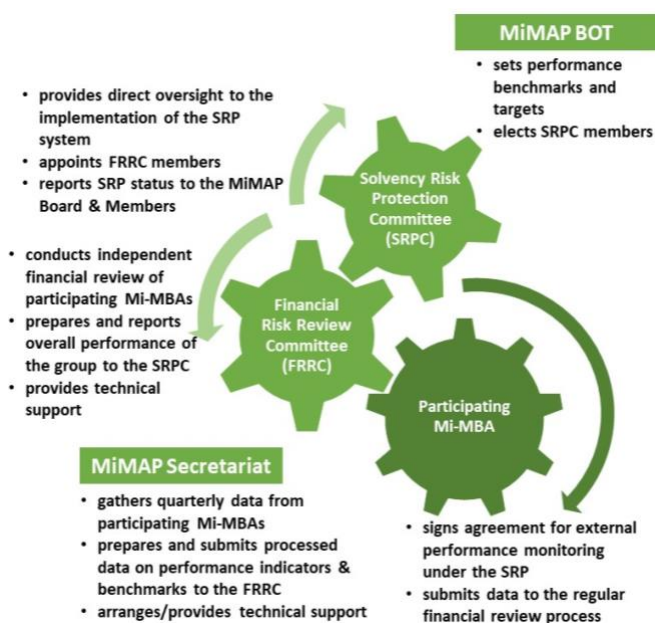 MiMAP BOT
• sets performance
benchmarks and
targets
• elects SRPC members
• provides direct oversight to the
implementation of the SRP
system
• appoints FRRC members
• reports SRP status to the MiMAP
Board & Members
Solvency Risk
Protection
Committee
(SRPC)
• conducts independent
financial review of
participating Mi-MBAs
• prepares and reports
overall performance of
the group to the SRPC
• provides technical
support
Financial
Risk Review
Committee
(FRRC)
Participating
Mi-MBA
MiMAP Secretariat
• gathers quarterly data from
participating Mi-MBAs
• prepares and submits processed
data on performance indicators &
benchmarks to the FRRC
• arranges/provides technical support
• signs agreement for external
performance monitoring
under the SRP
• submits data to the regular
financial review process